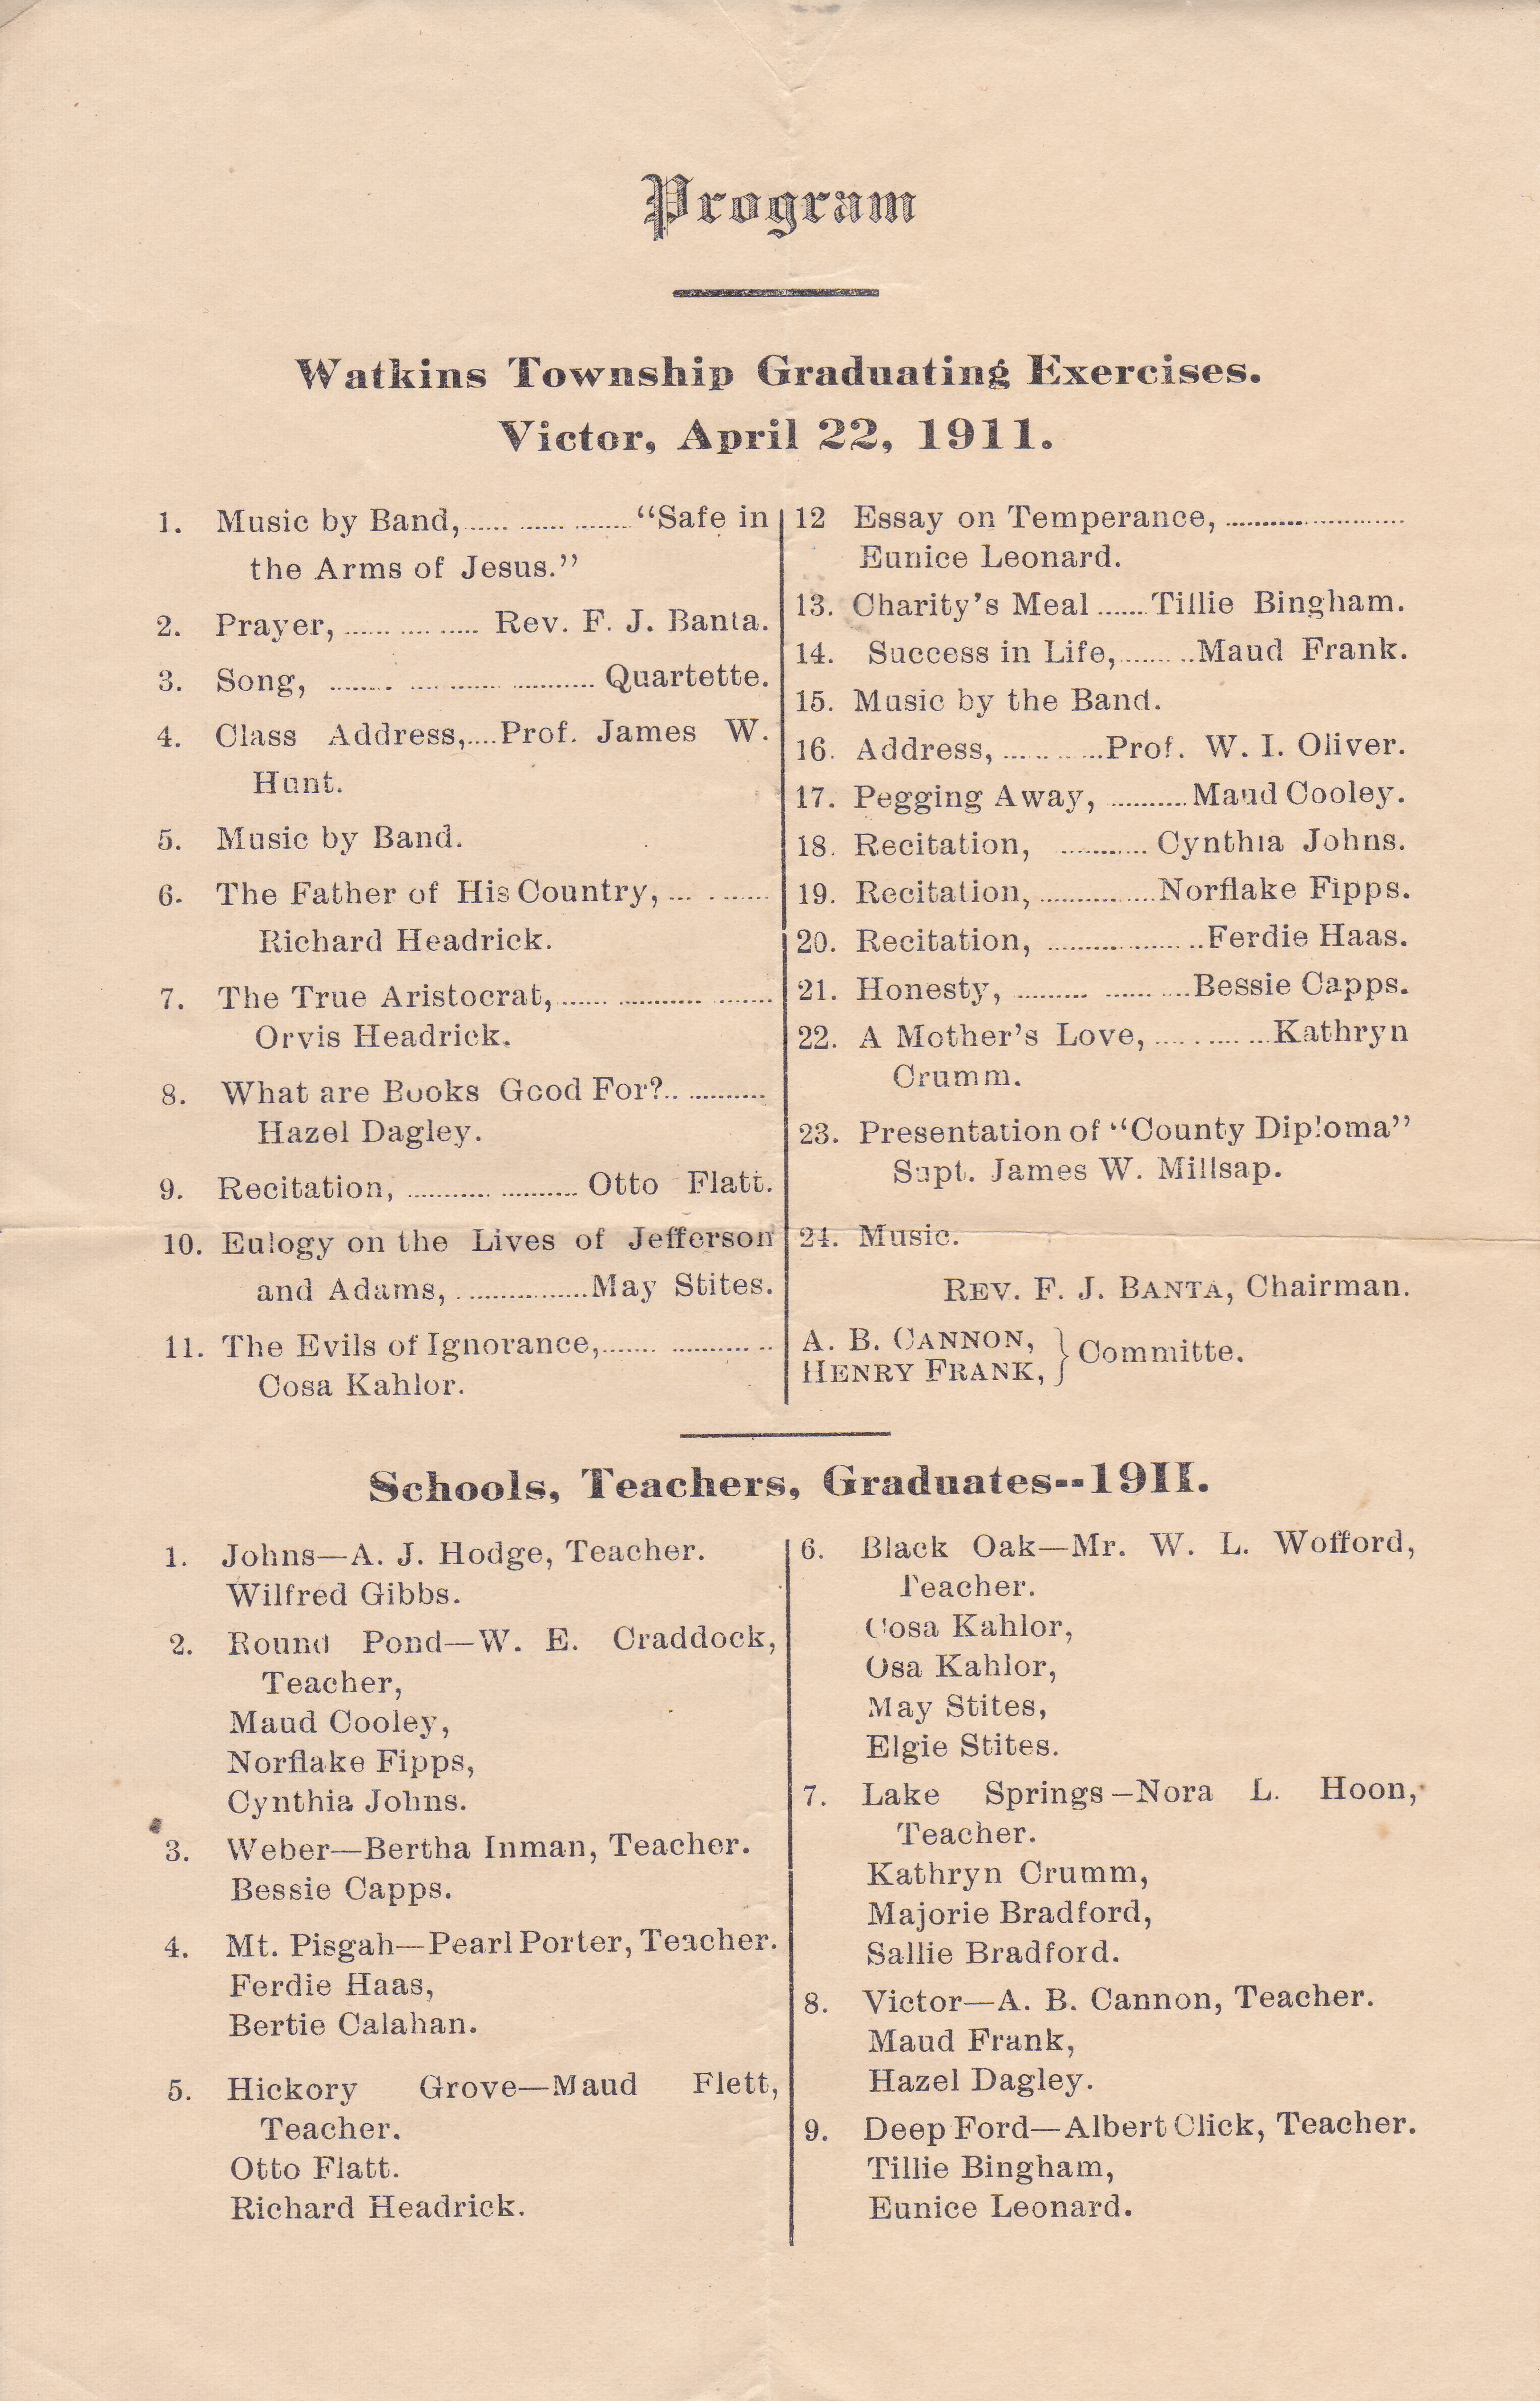 Program
Watkins Township Graduating Exercises.
Victor, April 22, 1911.
1. Music by Band, ...... ...... ........ "Safe in
the Arms of Jesus."
2. Prayer, ...... .... ..... Rev. F. J. Banta.
3. Song, ........ .... ....... ........... Quartette.
4. Class Address,....Prof. James W.
Hunt.
5. Music by Band.
6. The Father of His Country, ... . ......
Richard Headrick.
7. The True Aristocrat, ...... ............ ........
Orvis Headrick.
8. What are Books Good For?.. ..........
Hazel Dagley.
9. Recitation, ............ .......... Otto Flatt.
10. Eulogy on the Lives of Jefferson
and Adams, . ................May Stites.
11. The Evils of Ignorance,....... ........... ..
Cosa Kahlor.
12 Essay on Temperance, ........................
Eunice Leonard.
13. Charity's Meal ......Tillie Bingham.
14. Success in Life,....... ..Maud Frank.
15. Music by the Band.
16. Address, ..... .. ...Prof. W. I. Oliver.
17. Pegging Away, ..........Maud Cooley.
18. Recitation, ........... Cynthia Johns.
19. Recitation, ...............Norflake Fipps.
20. Recitation, ................. ..Ferdie Haas.
21. Honesty, ......... ...........Bessie Capps.
22. A Mother's Love, .... . .... ...Kathryn
Crumm.
23. Presentation of "County Diploma"
Supt. James W. Millsap.
24. Music.
REV. F. J. BANTA, Chairman.
A. B. CANNON,
HENRY FRANK, } Committe.
Schools, Teachers, Graduates--1911.
1. Johns—A. J. Hodge, Teacher.
Wilfred Gibbs.
2. Round Pond—W. E. Craddock,
Teacher,
Maud Cooley,
Norflake Fipps,
Cynthia Johns.
3. Weber—Bertha Inman, Teacher.
Bessie Capps.
4. Mt. Pisgah—Pearl Porter, Teacher.
Ferdie Haas,
Bertie Calahan.
5. Hickory Grove—Maud Flett,
Teacher.
Otto Flatt.
Richard Headrick.
6. Black Oak—Mr. W. L. Wofford,
Teacher.
Cosa Kahlor,
Osa Kahlor,
May Stites,
Elgie Stites.
7. Lake Springs—Nora L. Hoon,
Teacher.
Kathryn Crumm,
Majorie Bradford,
Sallie Bradford.
8. Victor—A. B. Cannon, Teacher.
Maud Frank,
Hazel Dagley.
9. Deep Ford—Albert Click, Teacher.
Tillie Bingham,
Eunice Leonard.